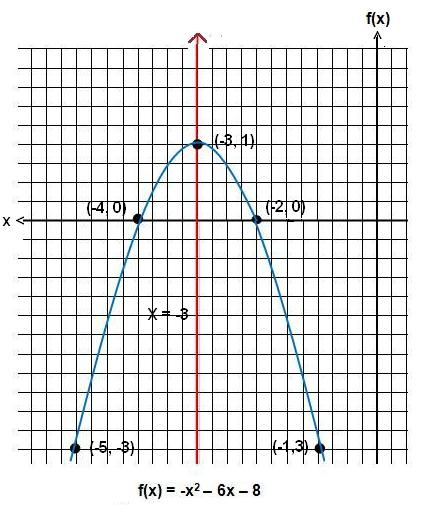 f(x)
(-3, 1)
(-4, 0)
(-2, 0)
x
X = -3
(-5, -3)
(-1,3)
f(x) = -x² – 6x – 8